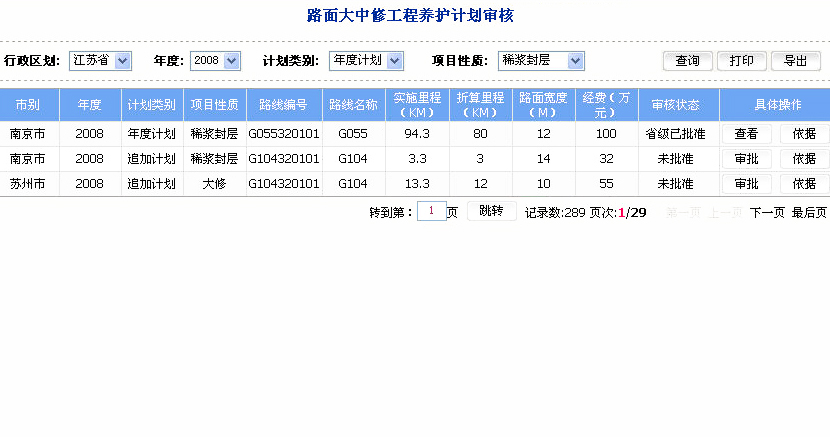 路面大中修工程养护计划审核
行政区划: 江苏省 年度: 2008 计划类别: 年度计划 项目性质: 稀浆封层 查询 打印 导出
市别 年度 计划类别 项目性质 路线编号 路线名称 实施里程（KM） 折算里程（KM） 路面宽度（M） 经费（万元） 审核状态 具体操作
南京市 2008 年度计划 稀浆封层 G055320101 G055 94.3 80 12 100 省级已批准 查看 依据
南京市 2008 追加计划 稀浆封层 G104320101 G104 3.3 3 14 32 未批准 审批 依据
苏州市 2008 追加计划 大修 G104320101 G104 13.3 12 10 55 未批准 审批 依据
转到第： 1 页 跳转 记录数:289 页次:1/29 第一页 上一页 下一页 最后页